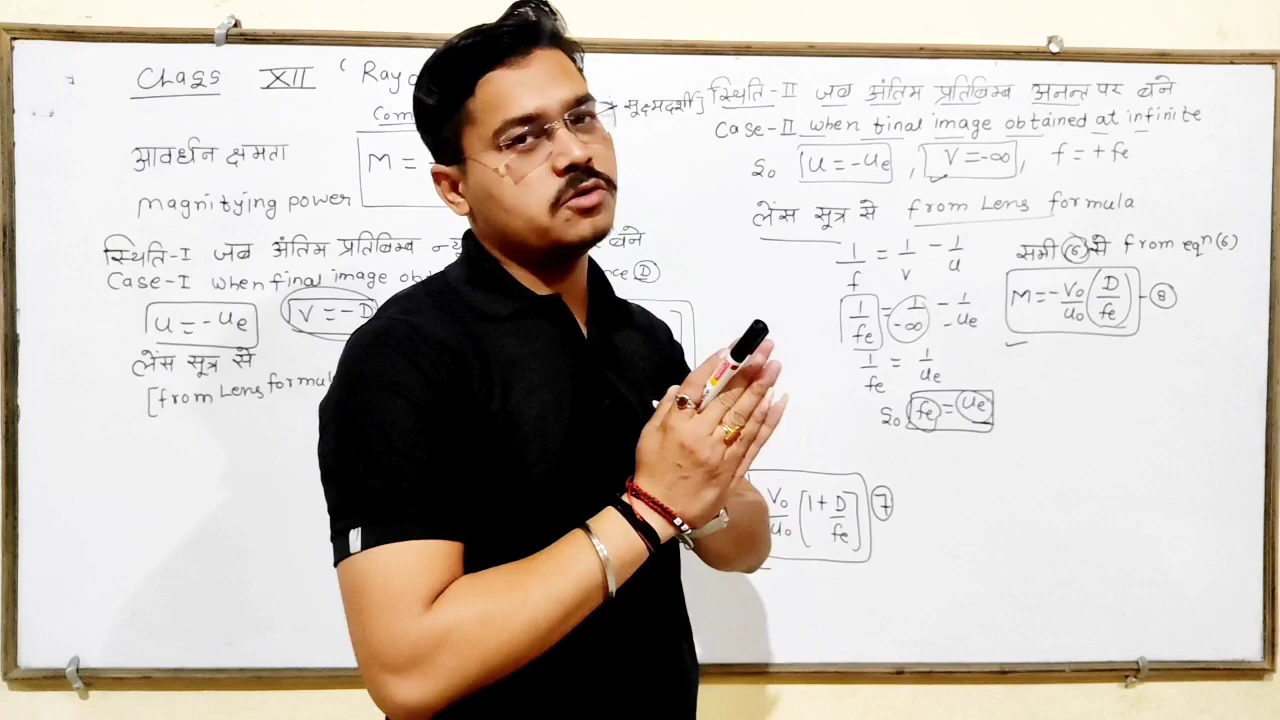 Class XII ( Ray
Com
सूक्ष्मदर्शी]
आवर्धन क्षमता
magnifying power
M =
स्थिति-I जब अंतिम प्रतिबिम्ब बने
Case-I when final image D
u = -ue
V = -D
लेंस सूत्र से
[from Lens formul
V₀/u₀ [1+ D/fe] 7
स्थिति-II जब अंतिम प्रतिबिम्ब अनन्त पर बने
Case-II when final image obtained at infinite
So u = -ue , V = -∞ , f = +fe
लेंस सूत्र से from Lens formula
1/f = 1/v - 1/u
1/fe = 1/-∞ - 1/-ue
1/fe = 1/ue
So fe = ue
समी 6 से from eqⁿ (6)
M = - V₀/u₀ (D/fe) - 8